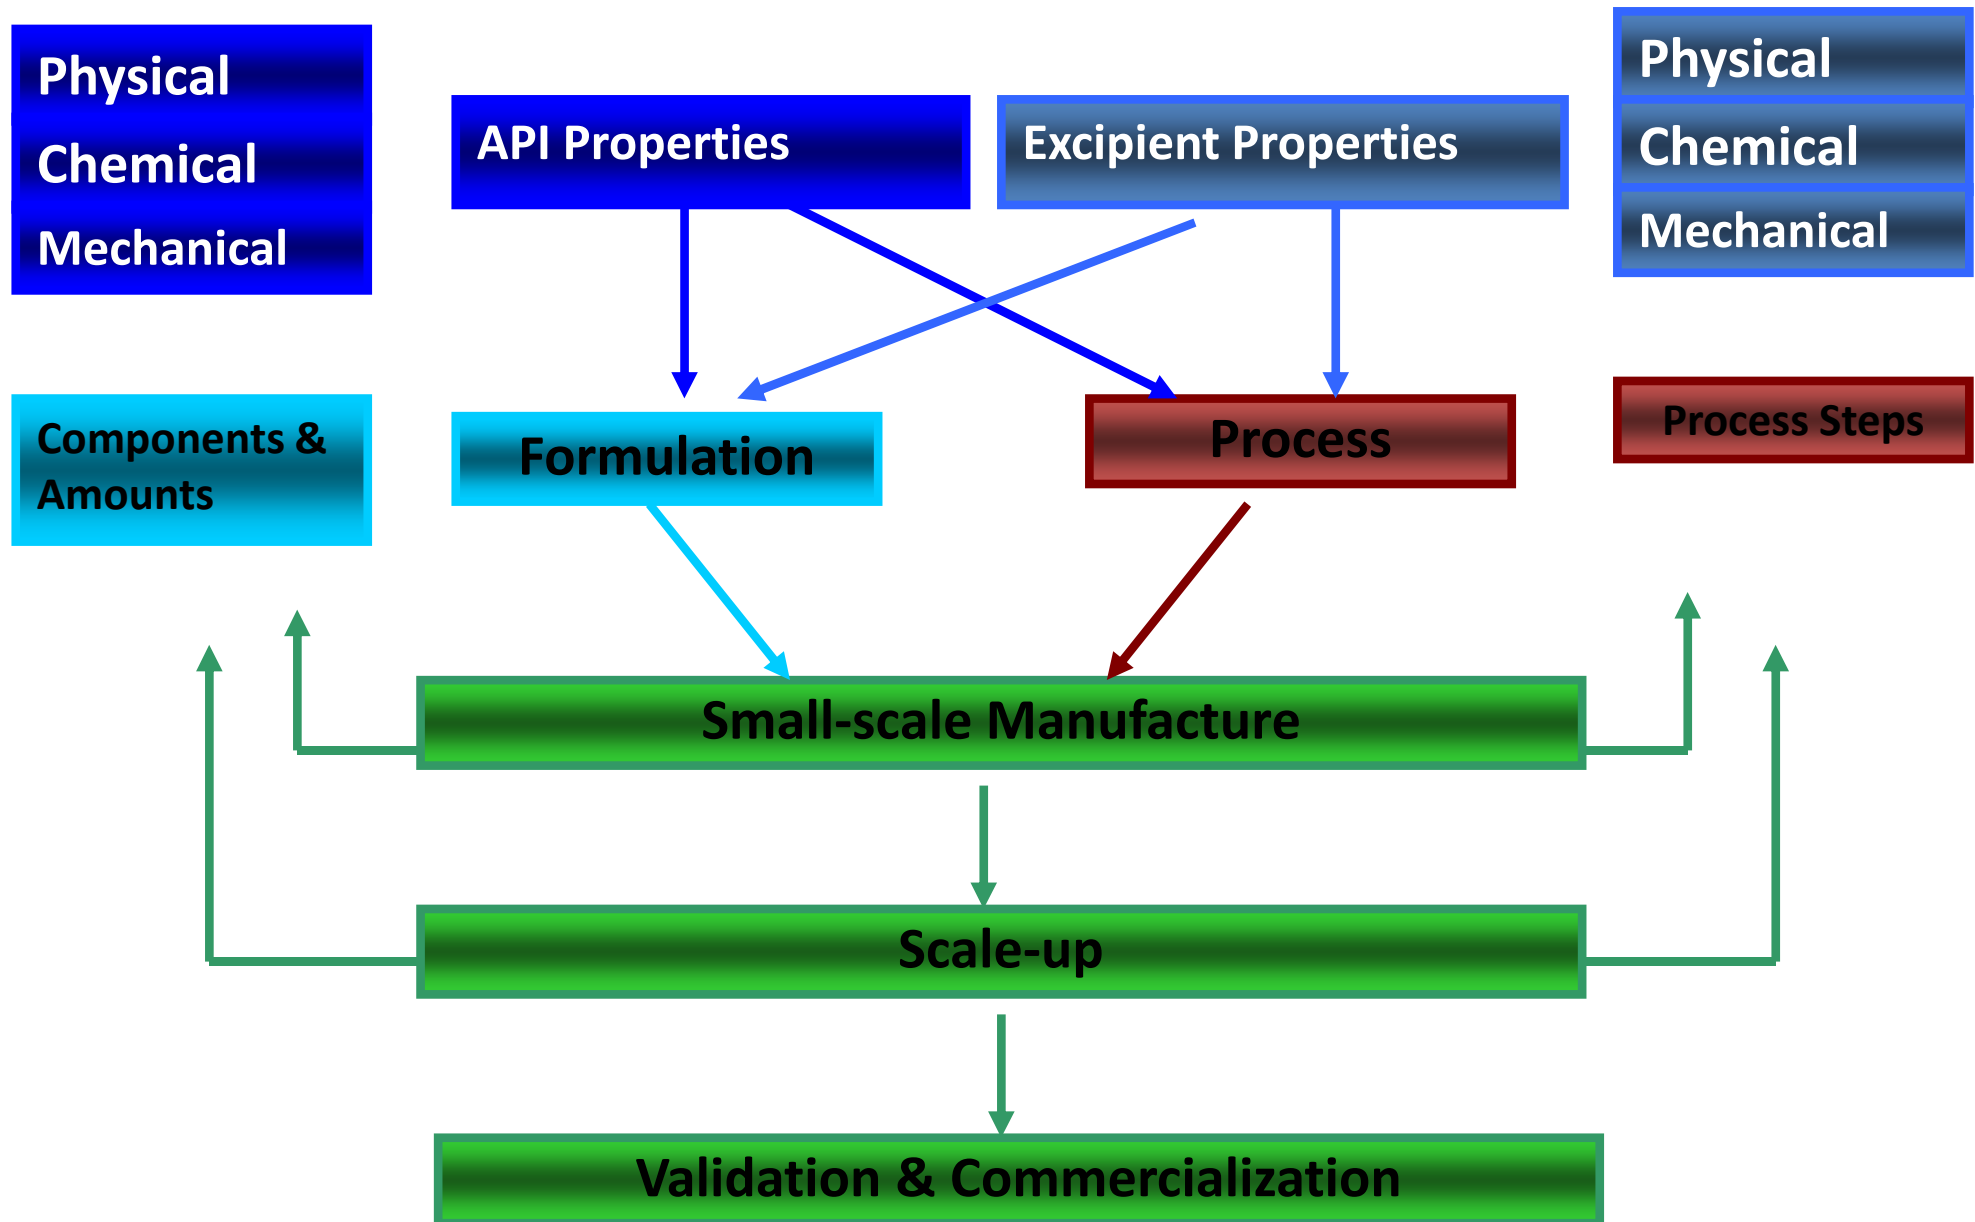 Physical
Chemical
Mechanical
API Properties
Excipient Properties
Physical
Chemical
Mechanical
Components &
Amounts
Formulation
Process
Process Steps
Small-scale Manufacture
Scale-up
Validation & Commercialization